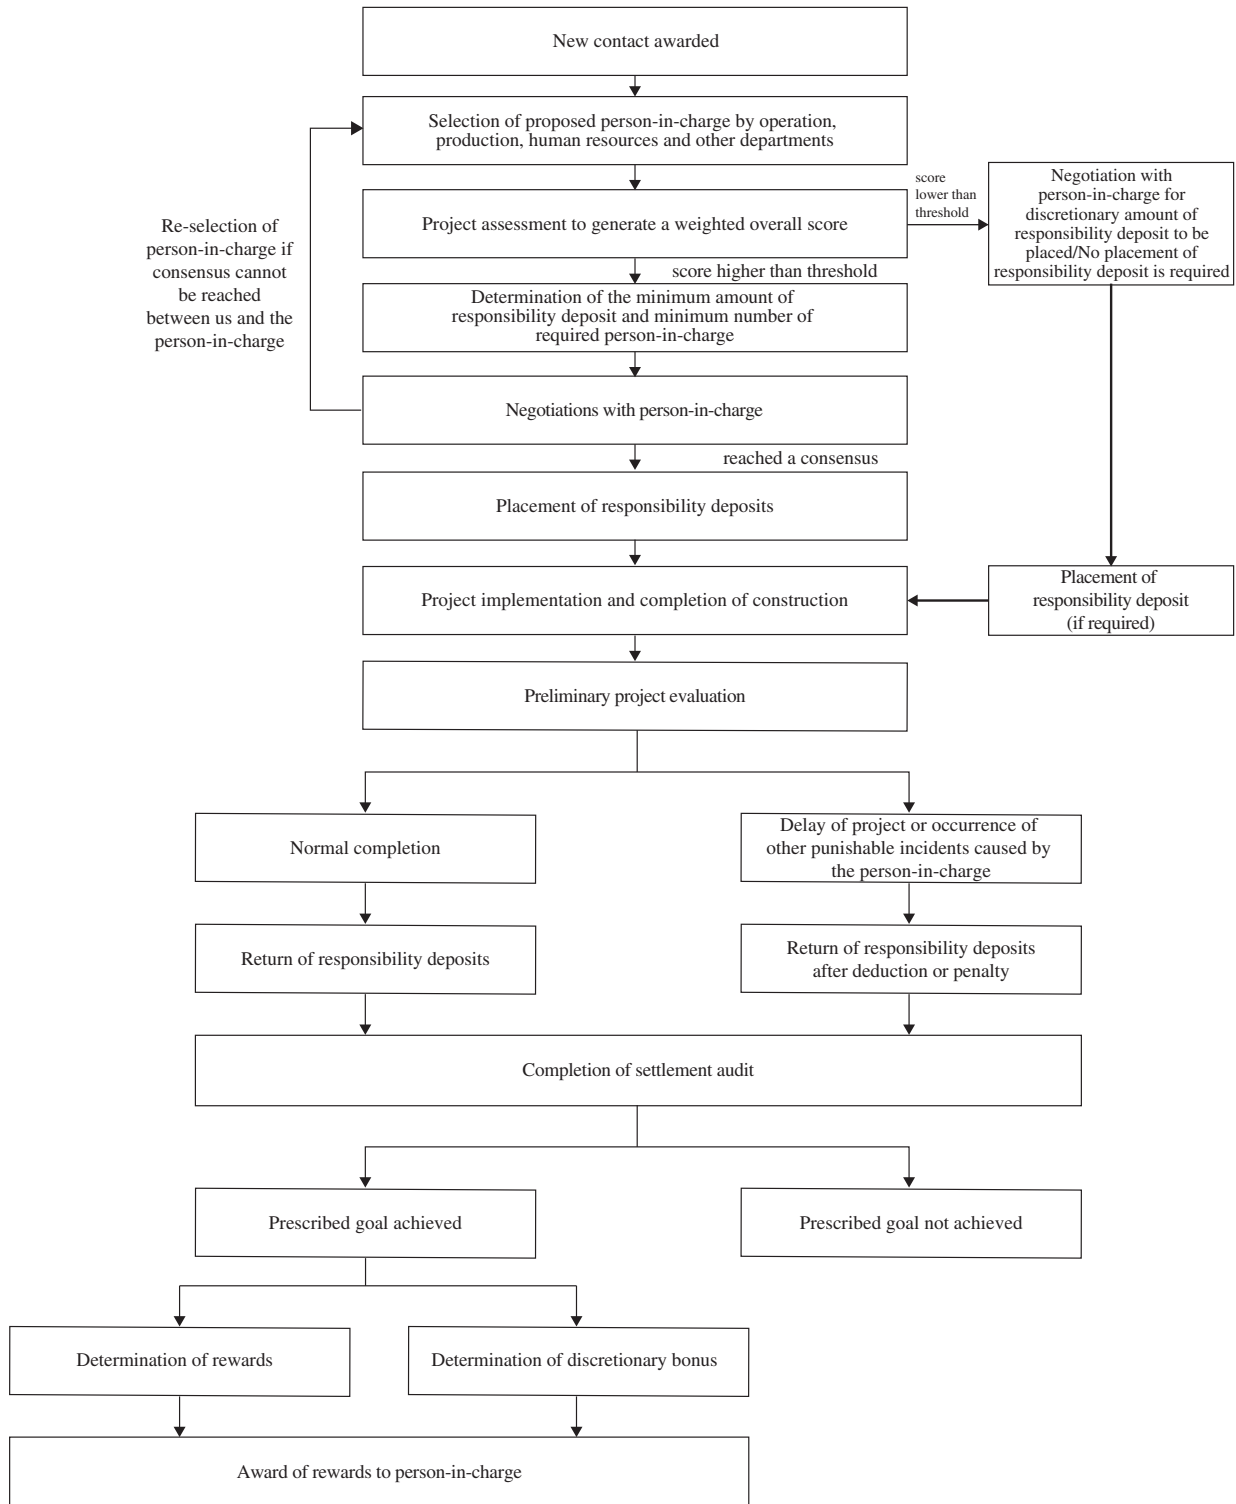 New contact awarded
Selection of proposed person-in-charge by operation,
production, human resources and other departments
score
lower than
threshold
Negotiation with
person-in-charge for
discretionary amount of
responsibility deposit to be
placed/No placement of
responsibility deposit is required
Project assessment to generate a weighted overall score
Re-selection of
person-in-charge if
consensus cannot
be reached
between us and the
person-in-charge
score higher than threshold
Determination of the minimum amount of
responsibility deposit and minimum number of
required person-in-charge
Negotiations with person-in-charge
reached a consensus
Placement of responsibility deposits
Project implementation and completion of construction
Placement of
responsibility deposit
(if required)
Preliminary project evaluation
Normal completion
Delay of project or occurrence of
other punishable incidents caused by
the person-in-charge
Return of responsibility deposits
Return of responsibility deposits
after deduction or penalty
Completion of settlement audit
Prescribed goal achieved
Prescribed goal not achieved
Determination of rewards
Determination of discretionary bonus
Award of rewards to person-in-charge